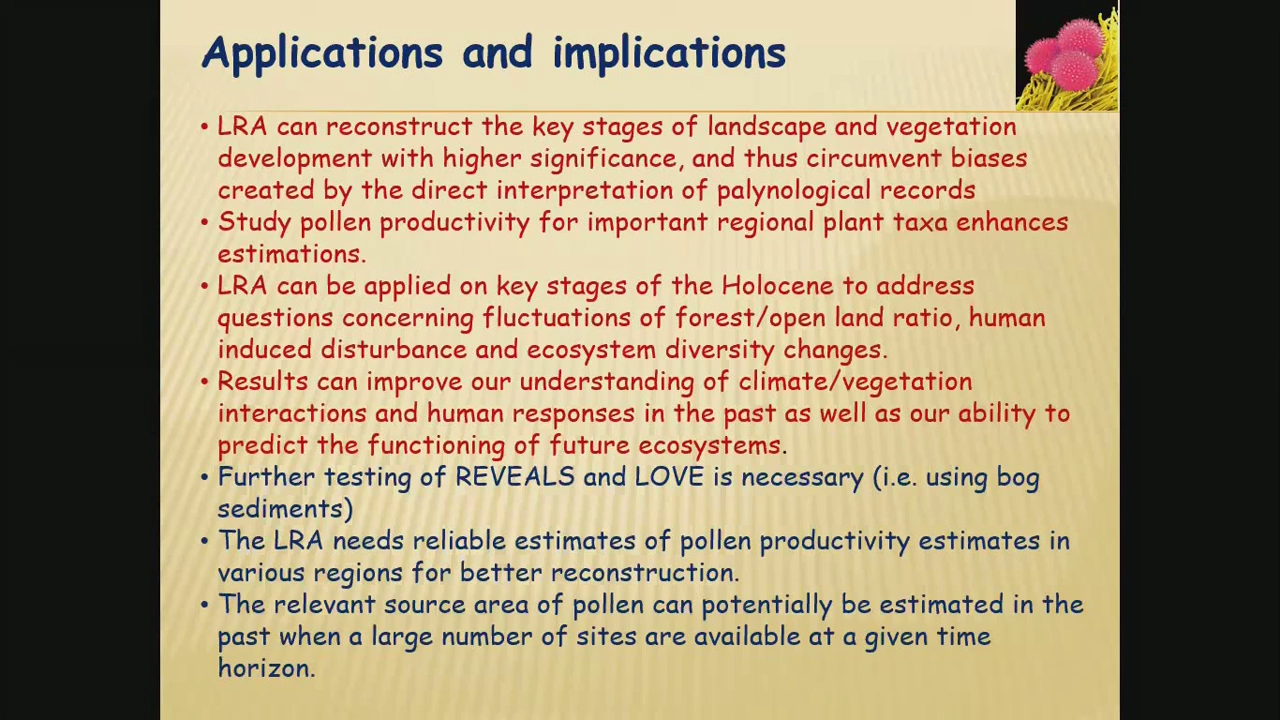 Applications and implications
• LRA can reconstruct the key stages of landscape and vegetation
development with higher significance, and thus circumvent biases
created by the direct interpretation of palynological records
• Study pollen productivity for important regional plant taxa enhances
estimations.
• LRA can be applied on key stages of the Holocene to address
questions concerning fluctuations of forest/open land ratio, human
induced disturbance and ecosystem diversity changes.
• Results can improve our understanding of climate/vegetation
interactions and human responses in the past as well as our ability to
predict the functioning of future ecosystems.
• Further testing of REVEALS and LOVE is necessary (i.e. using bog
sediments)
• The LRA needs reliable estimates of pollen productivity estimates in
various regions for better reconstruction.
• The relevant source area of pollen can potentially be estimated in the
past when a large number of sites are available at a given time
horizon.